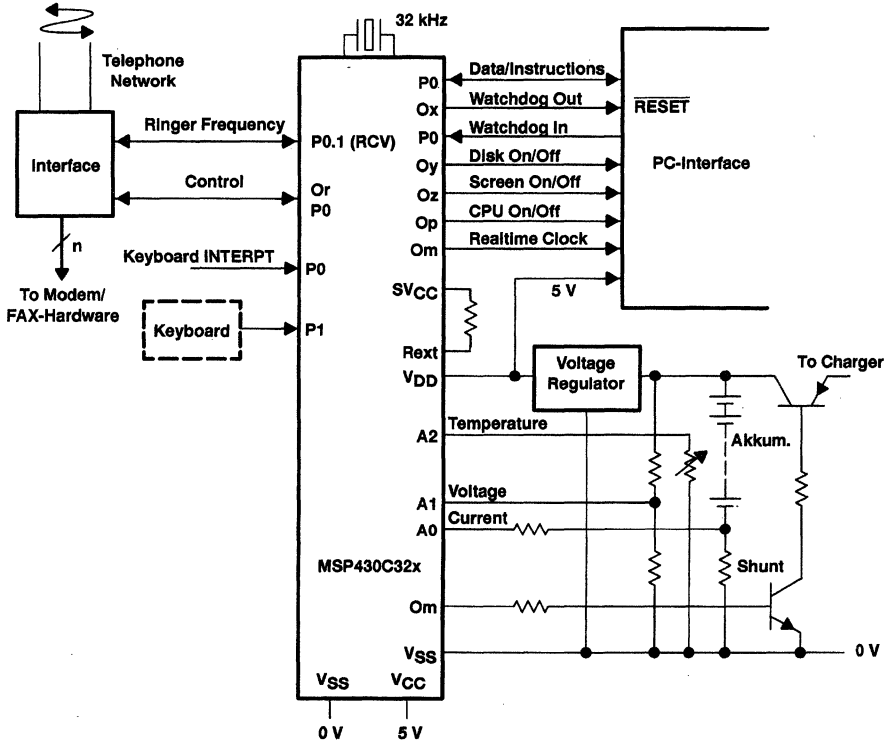 32 kHz
Telephone
Network
Interface
Ringer Frequency
Control
n
To Modem/
FAX-Hardware
Keyboard INTERPT
Keyboard
P0.1 (RCV)
Or
P0
P0
P1
P0
Ox
P0
Oy
Oz
Op
Om
SVCC
Rext
VDD
A2
A1
A0
MSP430C32x
Om
VSS
VSS
VCC
0 V
5 V
Data/Instructions
Watchdog Out
Watchdog In
Disk On/Off
Screen On/Off
CPU On/Off
Realtime Clock
5 V
RESET
PC-Interface
Voltage
Regulator
To Charger
Temperature
Akkum.
Voltage
Current
Shunt
0 V